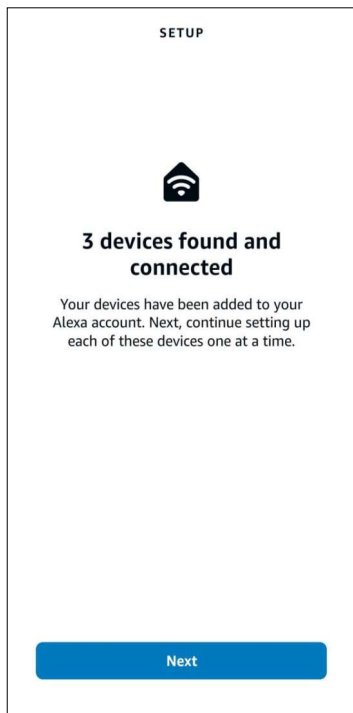 SETUP
3 devices found and
connected
Your devices have been added to your
Alexa account. Next, continue setting up
each of these devices one at a time.
Next